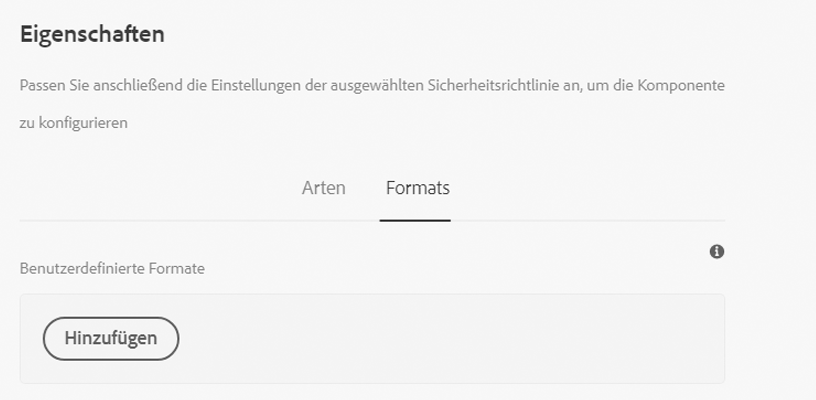 Eigenschaften
Passen Sie anschließend die Einstellungen der ausgewählten Sicherheitsrichtlinie an, um die Komponente
zu konfigurieren
Arten Formats
Benutzerdefinierte Formate
Hinzufügen